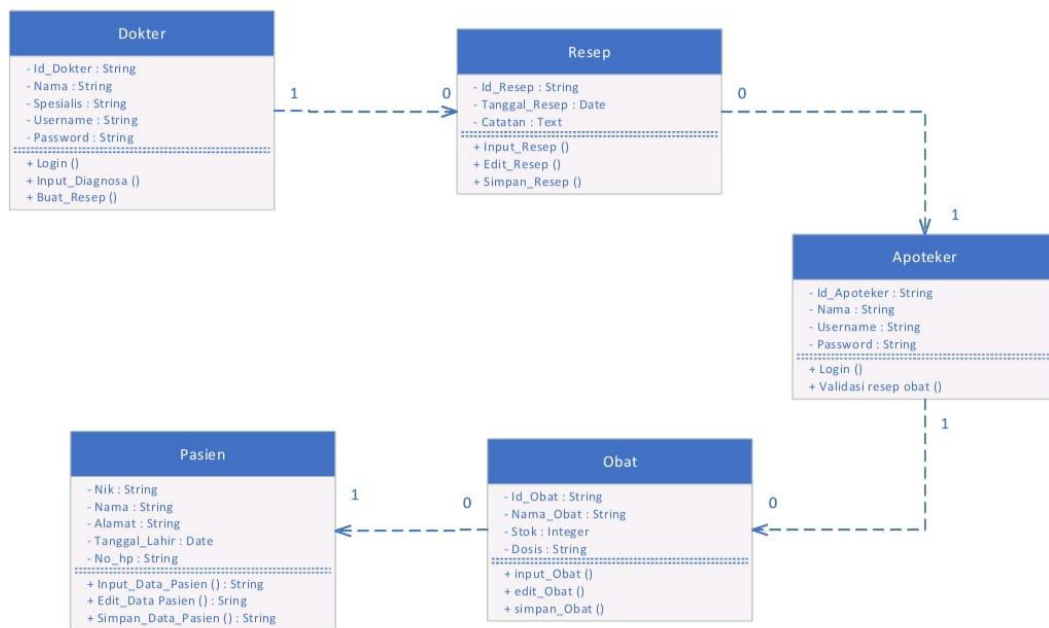 Dokter
- Id_Dokter : String
- Nama : String
- Spesialis : String
- Username : String
- Password : String
+ Login ()
+ Input_Diagnosa ()
+ Buat_Resep ()
1
0
Resep
- Id_Resep : String
- Tanggal_Resep : Date
- Catatan : Text
+ Input_Resep ()
+ Edit_Resep ()
+ Simpan_Resep ()
0
1
Apoteker
- Id_Apoteker : String
- Nama : String
- Username : String
- Password : String
+ Login ()
+ Validasi resep obat ()
1
0
Obat
- Id_Obat : String
- Nama_Obat : String
- Stok : Integer
- Dosis : String
+ input_Obat ()
+ edit_Obat ()
+ simpan_Obat ()
0
1
Pasien
- Nik : String
- Nama : String
- Alamat : String
- Tanggal_Lahir : Date
- No_hp : String
+ Input_Data_Pasien () : String
+ Edit_Data Pasien () : Sring
+ Simpan_Data_Pasien () : String